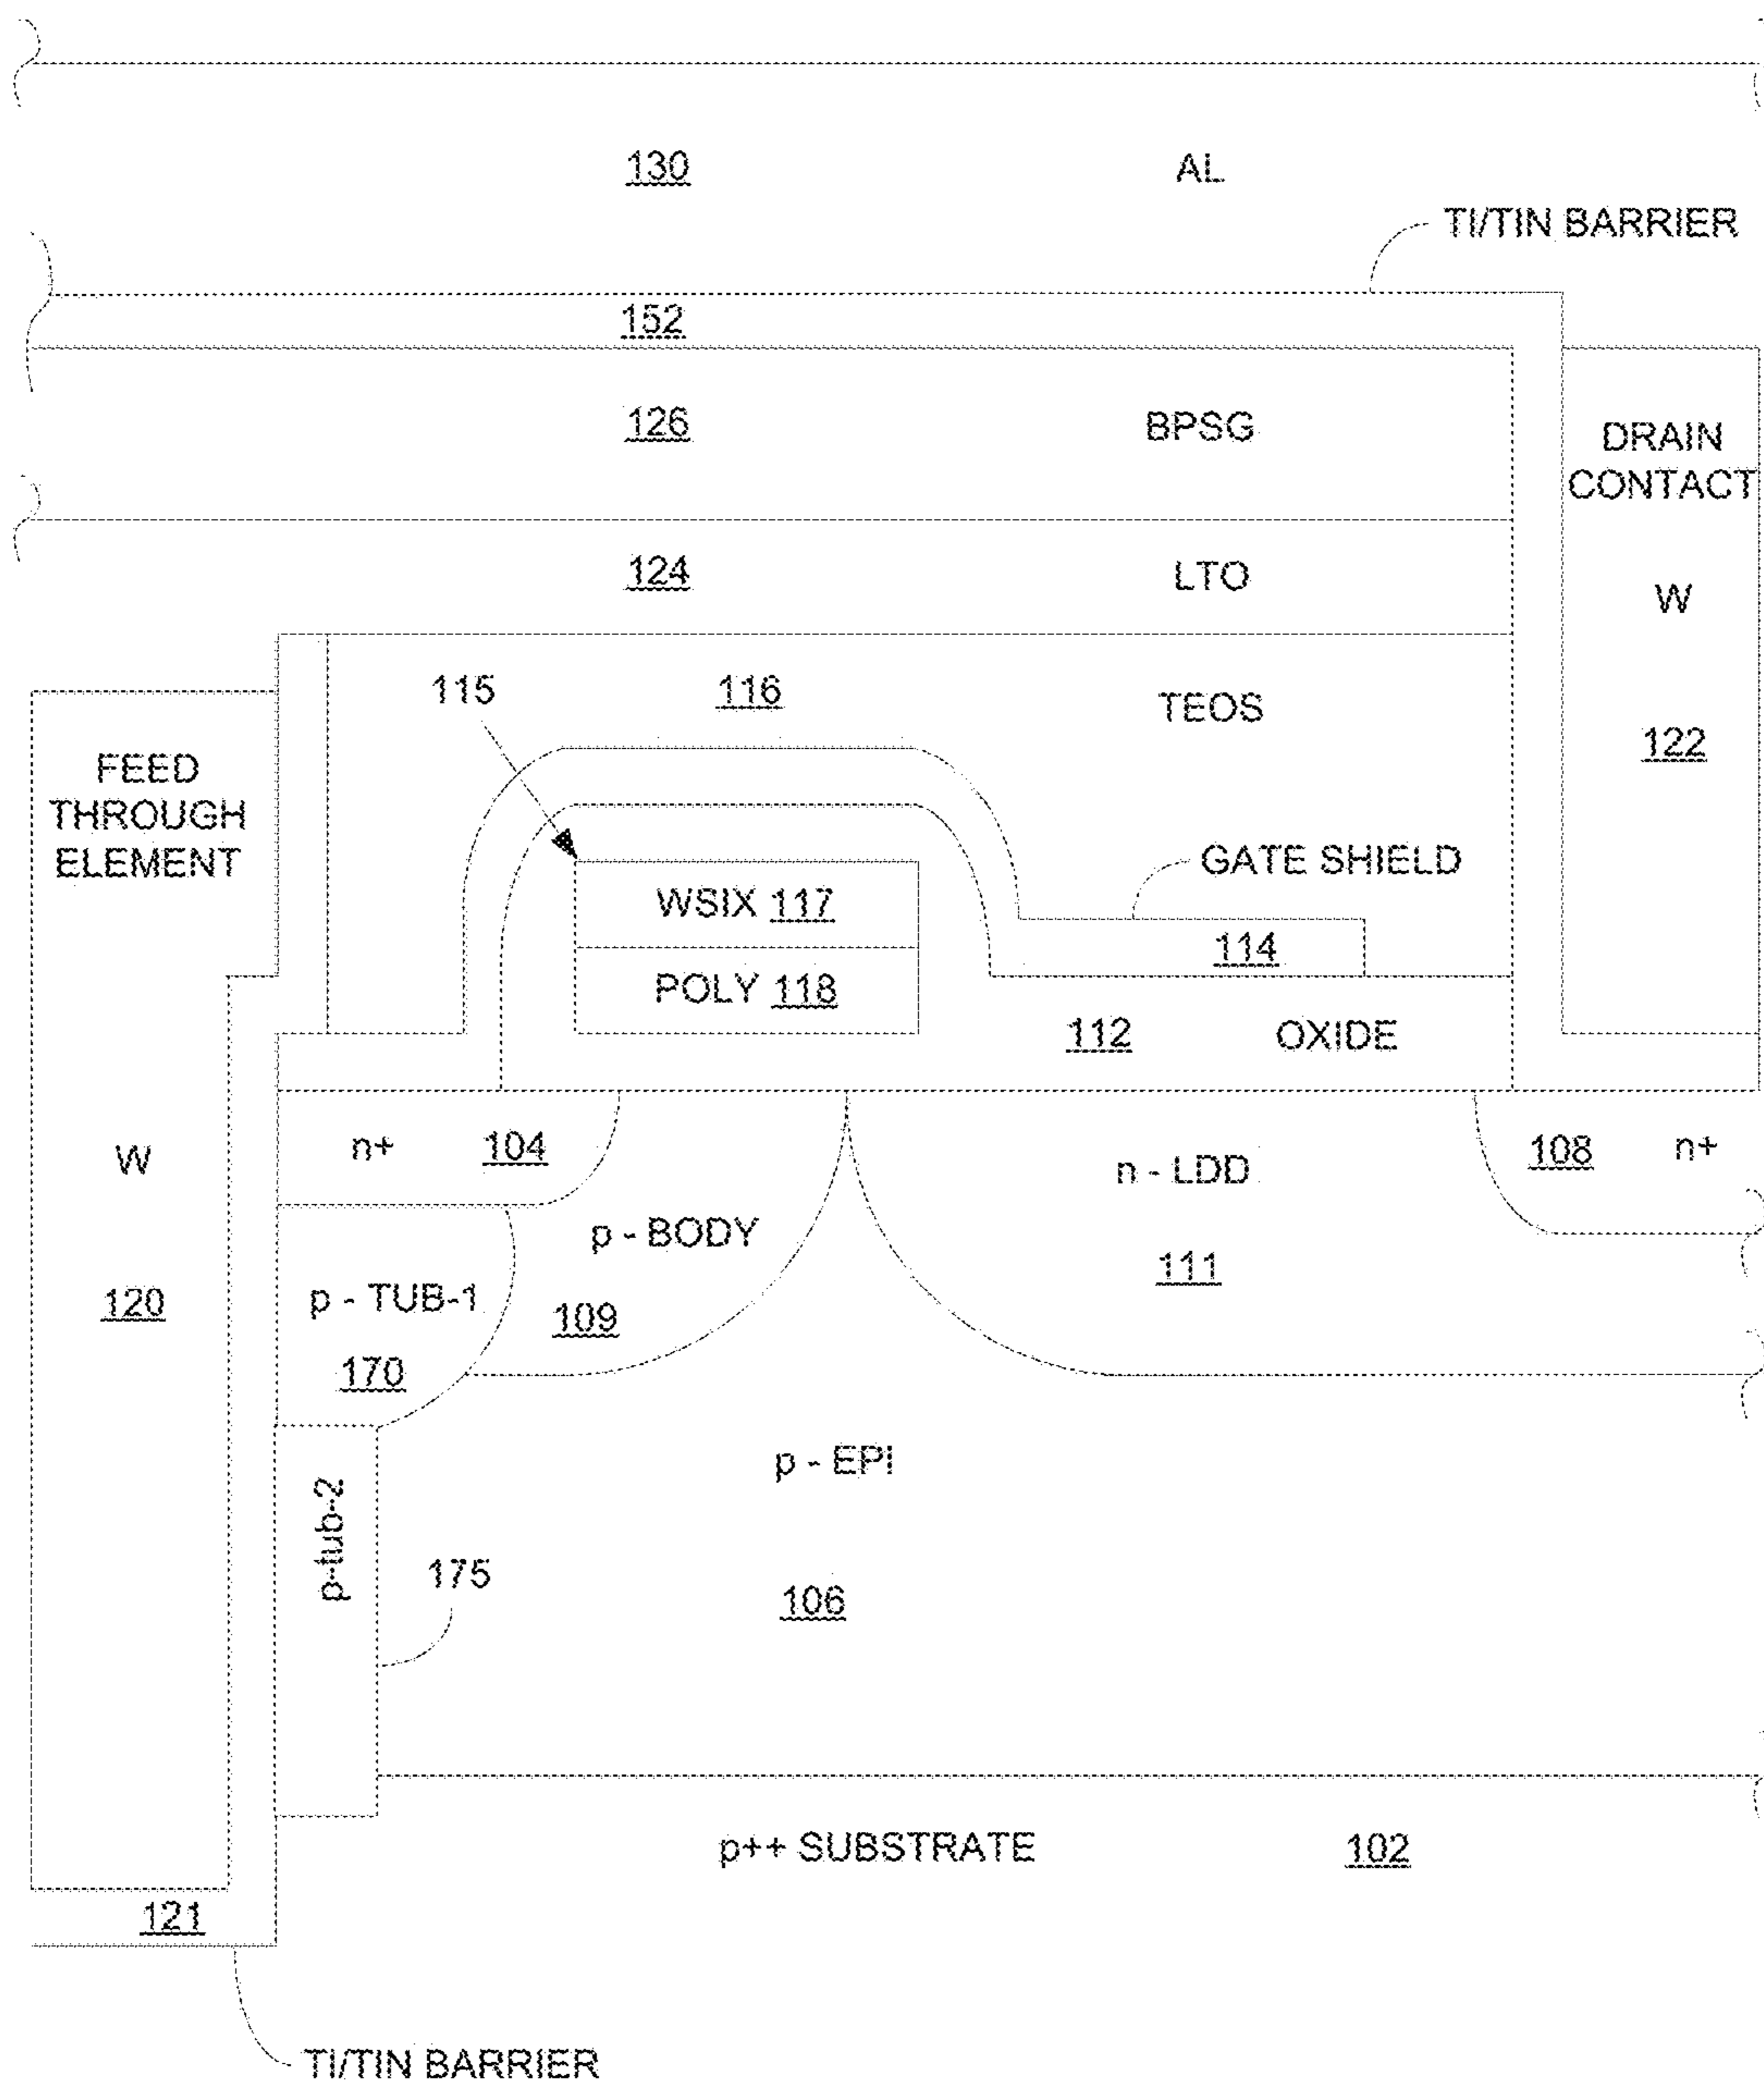 130 AL
TI/TIN BARRIER
152
126 BPSG
DRAIN
CONTACT
124 LTO
W
115 116 TEOS
122
FEED
THROUGH
ELEMENT
GATE SHIELD
WSIX 117
114
POLY 118
112 OXIDE
n+ 104
W
n - LDD
108 n+
p - BODY
111
120
p - TUB-1
109
170
p - EPI
p-tub-2
175
106
p++ SUBSTRATE 102
121
TI/TIN BARRIER